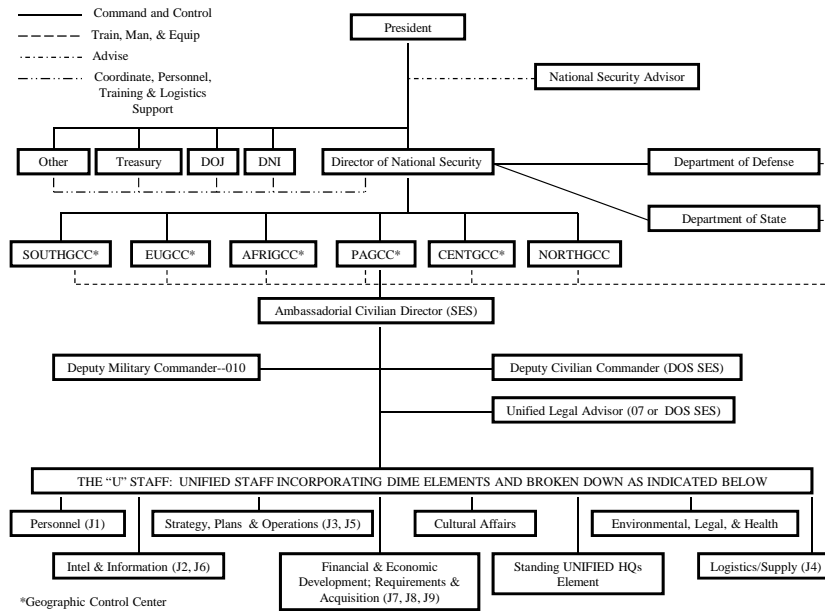 Command and Control
Train, Man, & Equip
Advise
Coordinate, Personnel,
Training & Logistics
Support
President
National Security Advisor
Other
Treasury
DOJ
DNI
Director of National Security
Department of Defense
Department of State
SOUTHGCC*
EUGCC*
AFRIGCC*
PAGCC*
CENTGCC*
NORTHGCC
Ambassadorial Civilian Director (SES)
Deputy Military Commander--010
Deputy Civilian Commander (DOS SES)
Unified Legal Advisor (07 or DOS SES)
THE “U” STAFF: UNIFIED STAFF INCORPORATING DIME ELEMENTS AND BROKEN DOWN AS INDICATED BELOW
Personnel (J1)
Strategy, Plans & Operations (J3, J5)
Cultural Affairs
Environmental, Legal, & Health
Intel & Information (J2, J6)
Financial & Economic
Development; Requirements &
Acquisition (J7, J8, J9)
Standing UNIFIED HQs
Element
Logistics/Supply (J4)
*Geographic Control Center